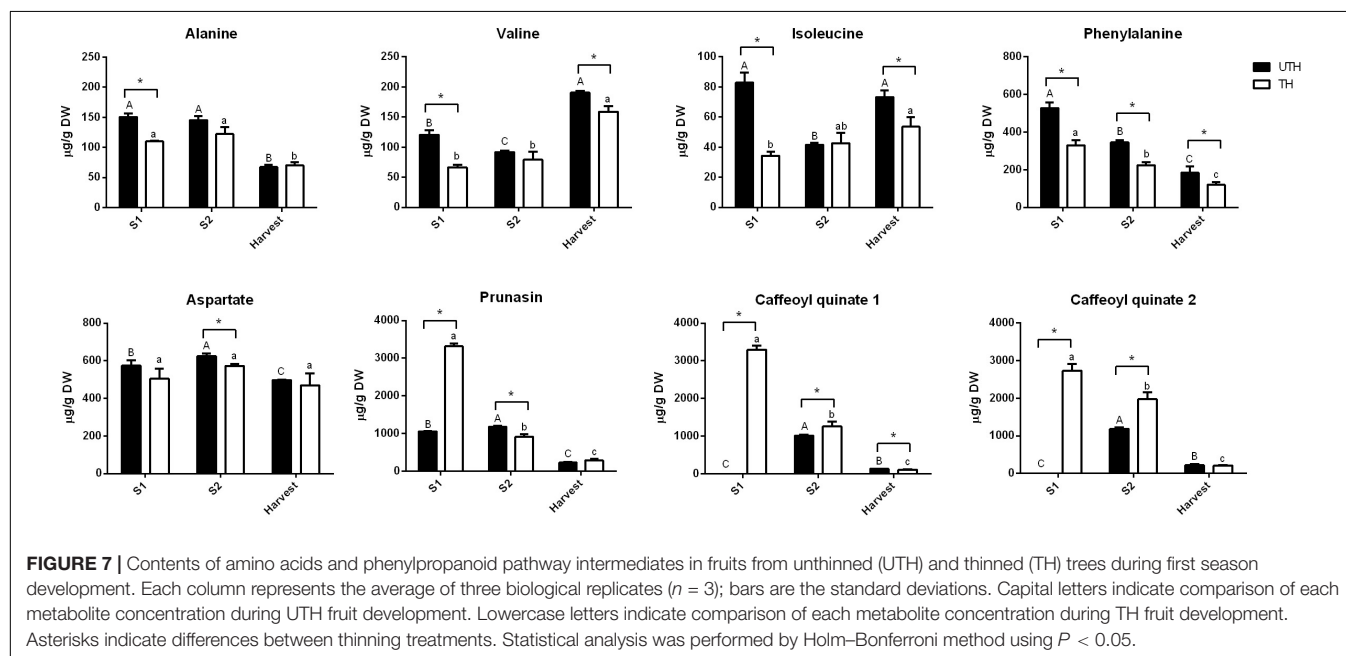 Alanine
µg/g DW
250
200
150
100
50
0
*
A
a
A
a
B
b
S1
S2
Harvest
Valine
µg/g DW
250
200
150
100
50
0
*
B
b
C
b
*
A
a
S1
S2
Harvest
Isoleucine
µg/g DW
100
80
60
40
20
0
*
A
b
B
ab
*
A
a
S1
S2
Harvest
Phenylalanine
µg/g DW
800
600
400
200
0
*
A
a
*
B
b
*
C
c
S1
S2
Harvest
UTH
TH
Aspartate
µg/g DW
800
600
400
200
0
B
a
*
A
a
C
a
S1
S2
Harvest
Prunasin
µg/g DW
4000
3000
2000
1000
0
*
B
a
*
A
b
C
c
S1
S2
Harvest
Caffeoyl quinate 1
µg/g DW
4000
3000
2000
1000
0
*
C
a
*
A
b
*
B
c
S1
S2
Harvest
Caffeoyl quinate 2
µg/g DW
4000
3000
2000
1000
0
*
C
a
*
A
b
B
c
S1
S2
Harvest
FIGURE 7 | Contents of amino acids and phenylpropanoid pathway intermediates in fruits from unthinned (UTH) and thinned (TH) trees during first season
development. Each column represents the average of three biological replicates (n = 3); bars are the standard deviations. Capital letters indicate comparison of each
metabolite concentration during UTH fruit development. Lowercase letters indicate comparison of each metabolite concentration during TH fruit development.
Asterisks indicate differences between thinning treatments. Statistical analysis was performed by Holm–Bonferroni method using P < 0.05.